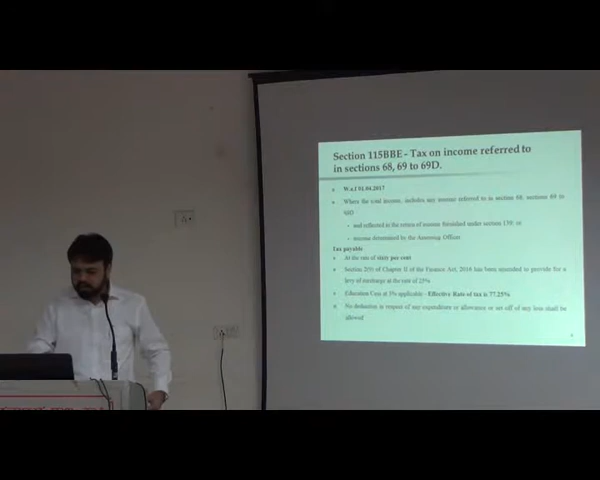 Section 115BBE - Tax on income referred to
in sections 68, 69 to 69D.
W.e.f 01.04.2017
Where the total income, includes any income referred to in section 68, sections 69 to
69D
- and reflected in the return of income furnished under section 139; or
- income determined by the Assessing Officer
Tax payable
At the rate of sixty per cent
Section 2(9) of Chapter II of the Finance Act, 2016 has been amended to provide for a
levy of surcharge at the rate of 25%
Education Cess at 3% applicable - Effective Rate of tax is 77.25%
No deduction in respect of any expenditure or allowance or set off of any loss shall be
allowed